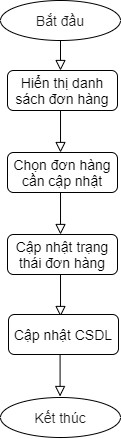 Bắt đầu
Hiển thị danh
sách đơn hàng
Chọn đơn hàng
cần cập nhật
Cập nhật trạng
thái đơn hàng
Cập nhật CSDL
Kết thúc